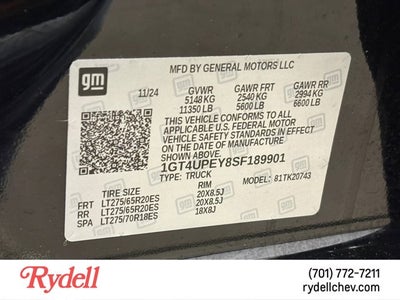 gm
MFD BY GENERAL MOTORS LLC
11/24 GVWR GAWR FRT GAWR RR
5148 KG 2540 KG 2994 KG
11350 LB 5600 LB 6600 LB
THIS VEHICLE CONFORMS TO ALL
APPLICABLE U.S. FEDERAL MOTOR
VEHICLE SAFETY STANDARDS IN EFFECT
ON THE DATE OF MANUFACTURE
SHOWN ABOVE.
1GT4UPEY8SF189901
TYPE: TRUCK MODEL: 81TK20743
TIRE SIZE RIM
FRT LT275/65R20ES 20X8.5J
RR LT275/65R20ES 20X8.5J
SPA LT275/70R18ES 18X8J
Rydell
(701) 772-7211
rydellchev.com